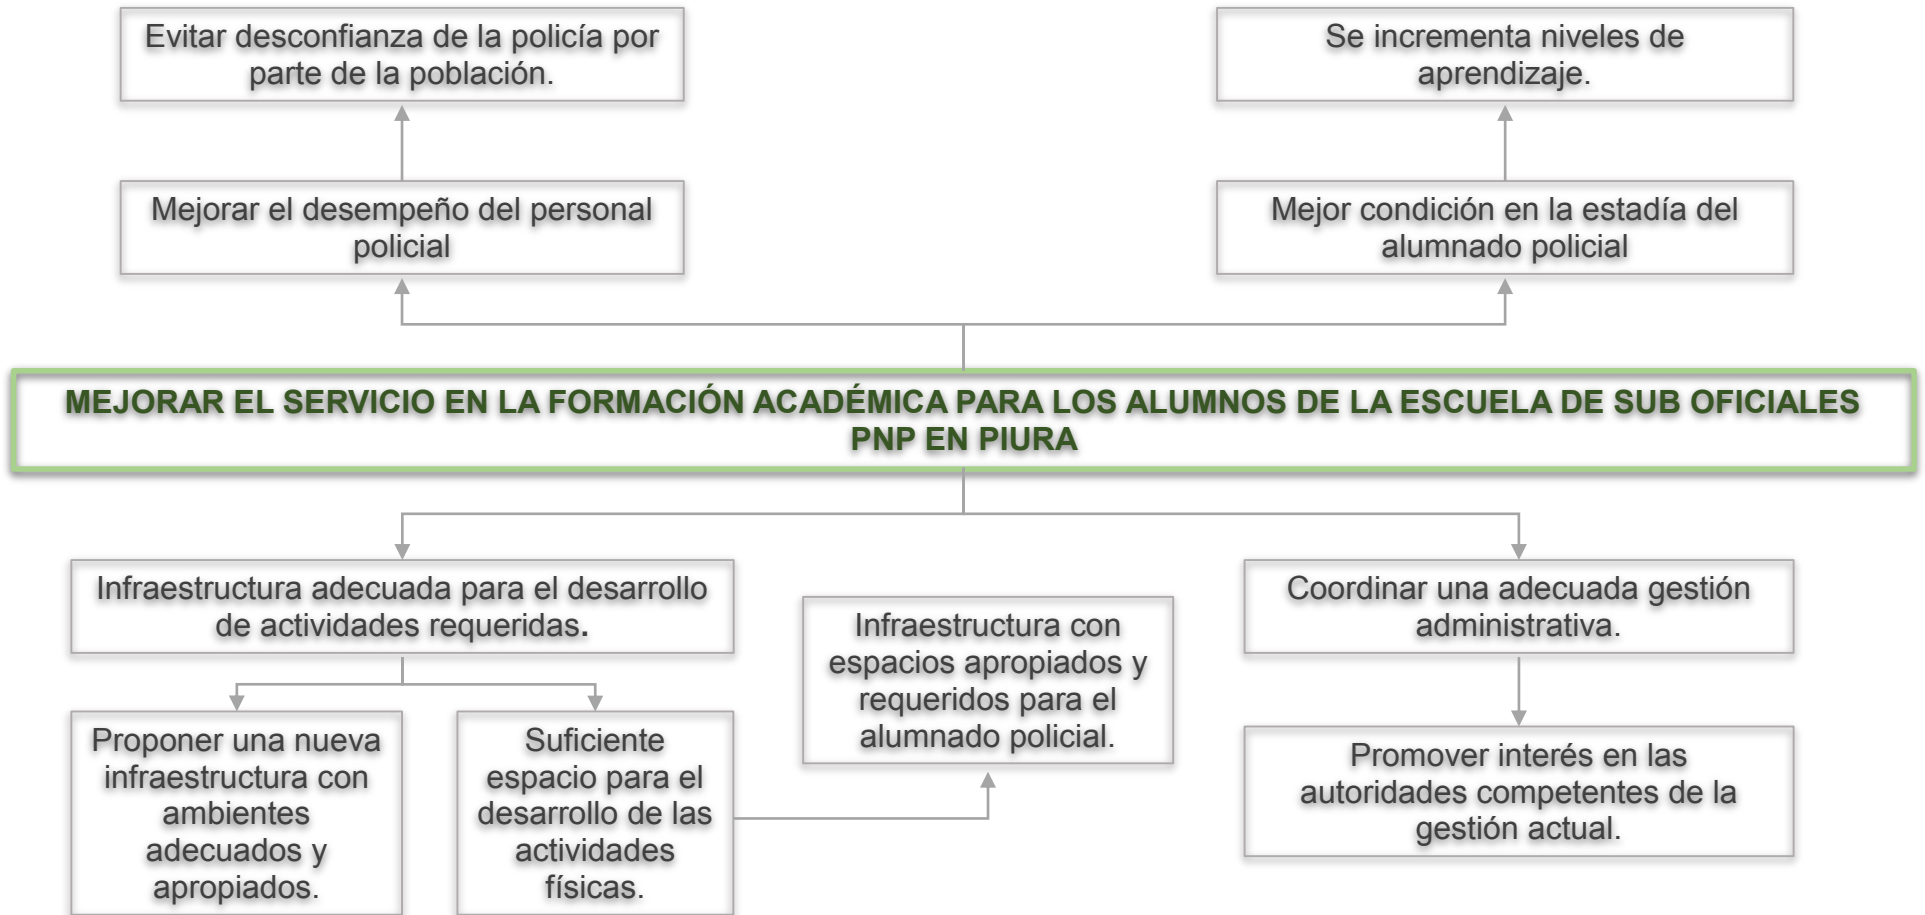 Evitar desconfianza de la policía por
parte de la población.
Se incrementa niveles de
aprendizaje.
Mejorar el desempeño del personal
policial
Mejor condición en la estadía del
alumnado policial
MEJORAR EL SERVICIO EN LA FORMACIÓN ACADÉMICA PARA LOS ALUMNOS DE LA ESCUELA DE SUB OFICIALES
PNP EN PIURA
Infraestructura adecuada para el desarrollo
de actividades requeridas.
Infraestructura con
espacios apropiados y
requeridos para el
alumnado policial.
Coordinar una adecuada gestión
administrativa.
Proponer una nueva
infraestructura con
ambientes
adecuados y
apropiados.
Suficiente
espacio para el
desarrollo de las
actividades
físicas.
Promover interés en las
autoridades competentes de la
gestión actual.